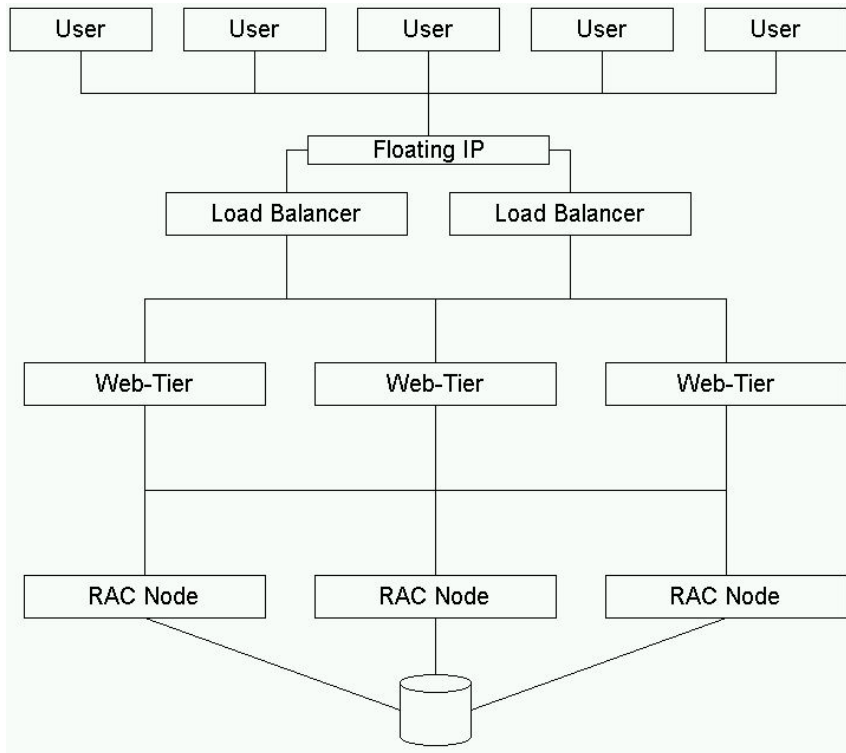 User
User
User
User
User
Floating IP
Load Balancer
Load Balancer
Web-Tier
Web-Tier
Web-Tier
RAC Node
RAC Node
RAC Node